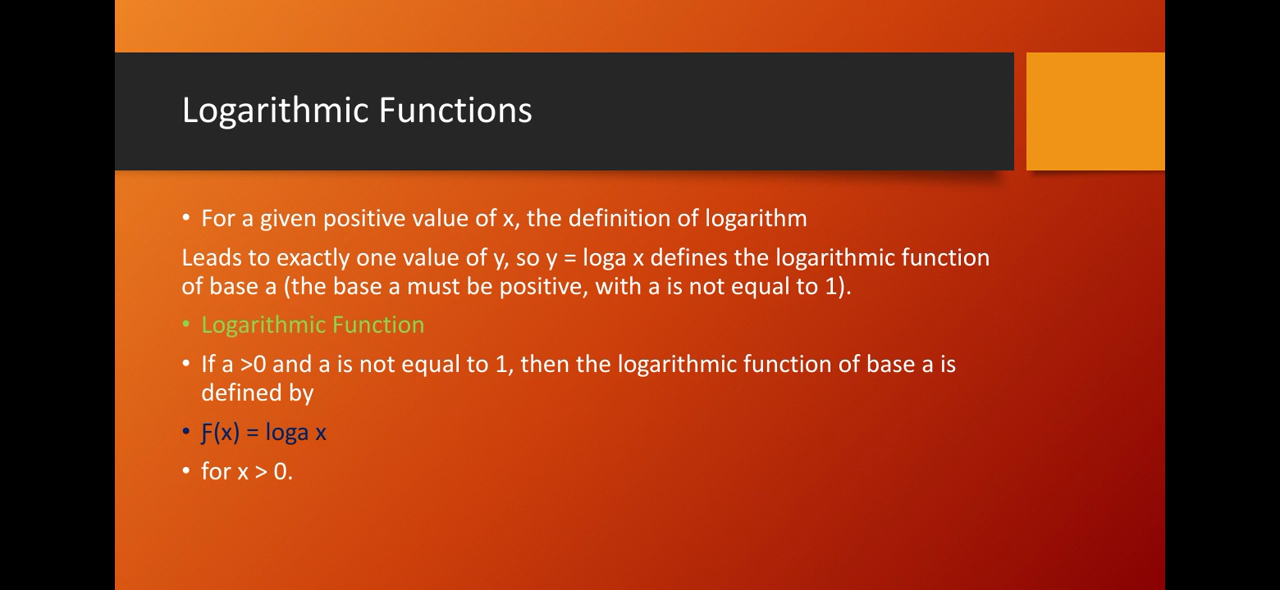 Logarithmic Functions
• For a given positive value of x, the definition of logarithm
Leads to exactly one value of y, so y = loga x defines the logarithmic function
of base a (the base a must be positive, with a is not equal to 1).
• Logarithmic Function
• If a >0 and a is not equal to 1, then the logarithmic function of base a is
defined by
• Ƒ(x) = loga x
• for x > 0.